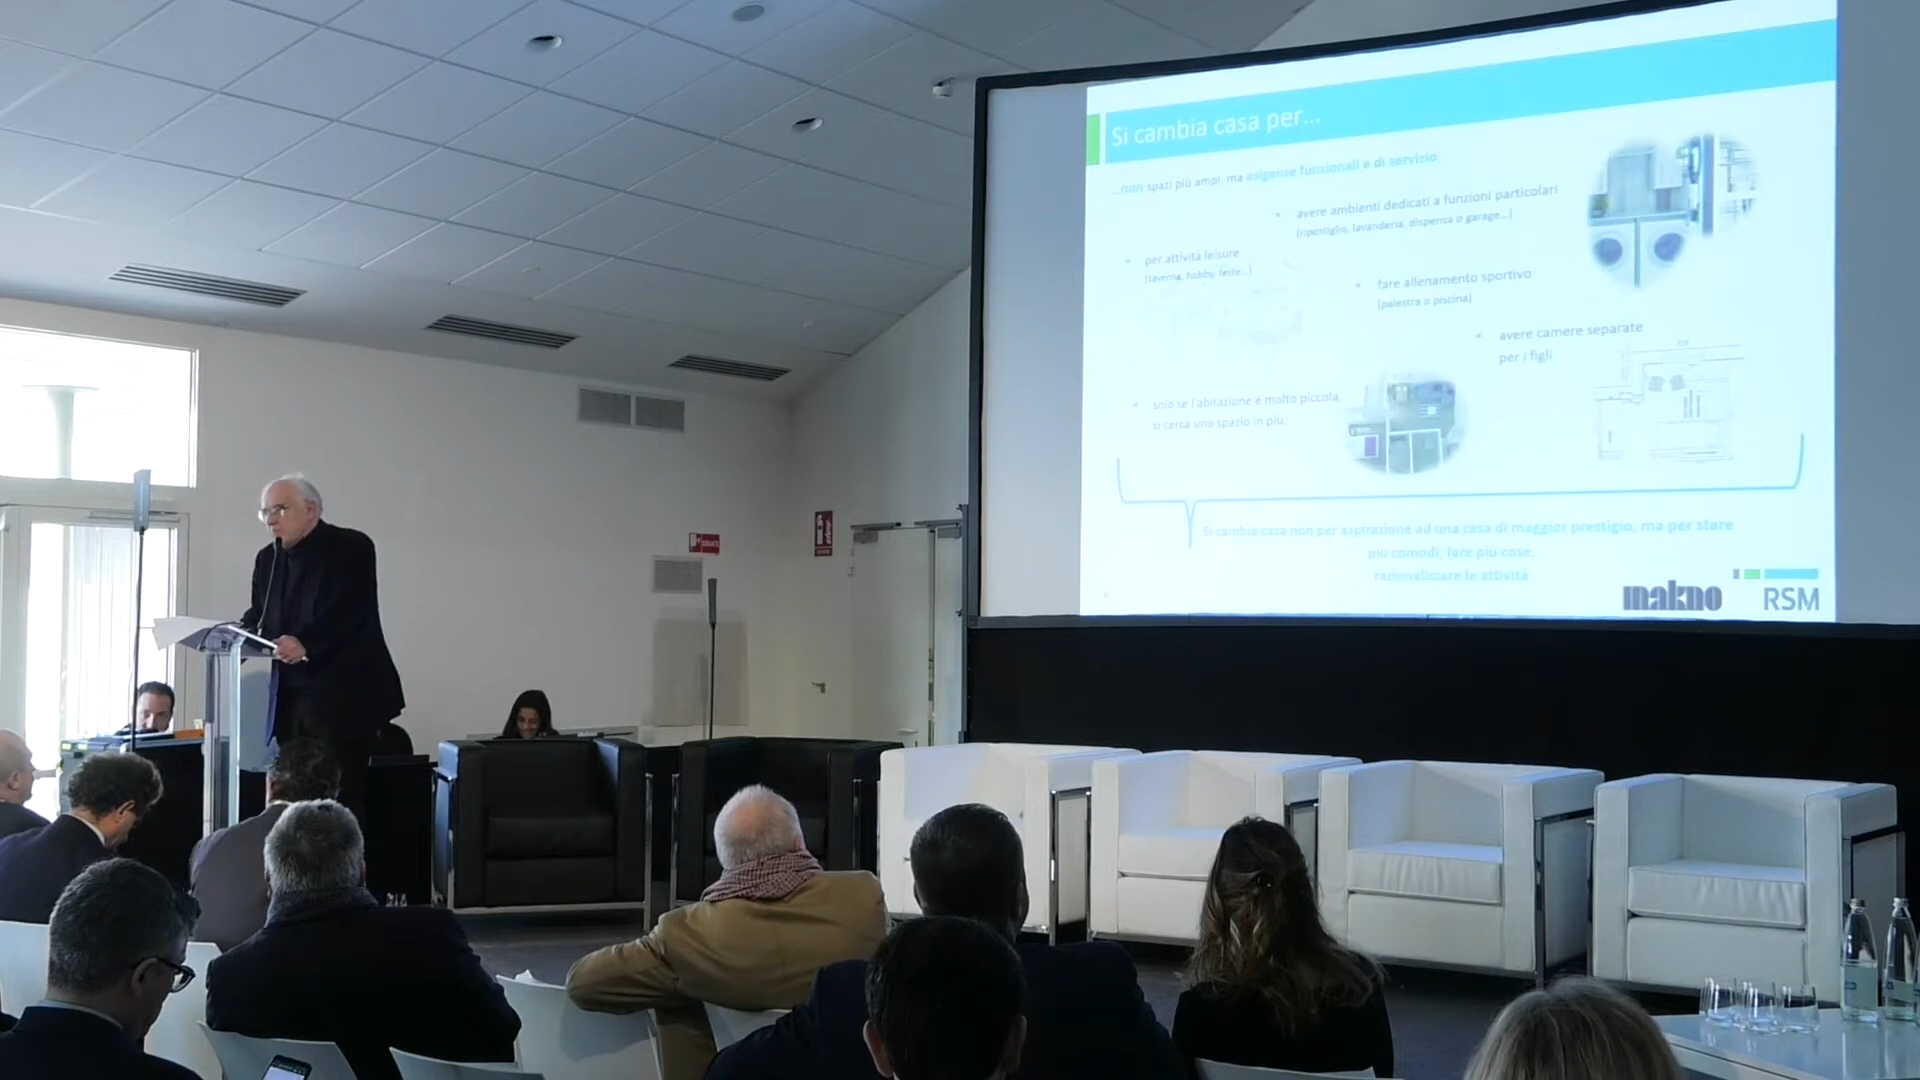 Si cambia casa per...
...non spazi più ampi, ma esigenze funzionali e di servizio:
avere ambienti dedicati a funzioni particolari
(ripostiglio, lavanderia, dispensa o garage...)
per attività leisure
(taverna, hobby, feste...)
fare allenamento sportivo
(palestra o piscina)
avere camere separate
per i figli
solo se l'abitazione è molto piccola,
si cerca uno spazio in più.
Si cambia casa non per aspirazione ad una casa di maggior prestigio, ma per stare
più comodi, fare più cose,
razionalizzare le attività
makno
RSM